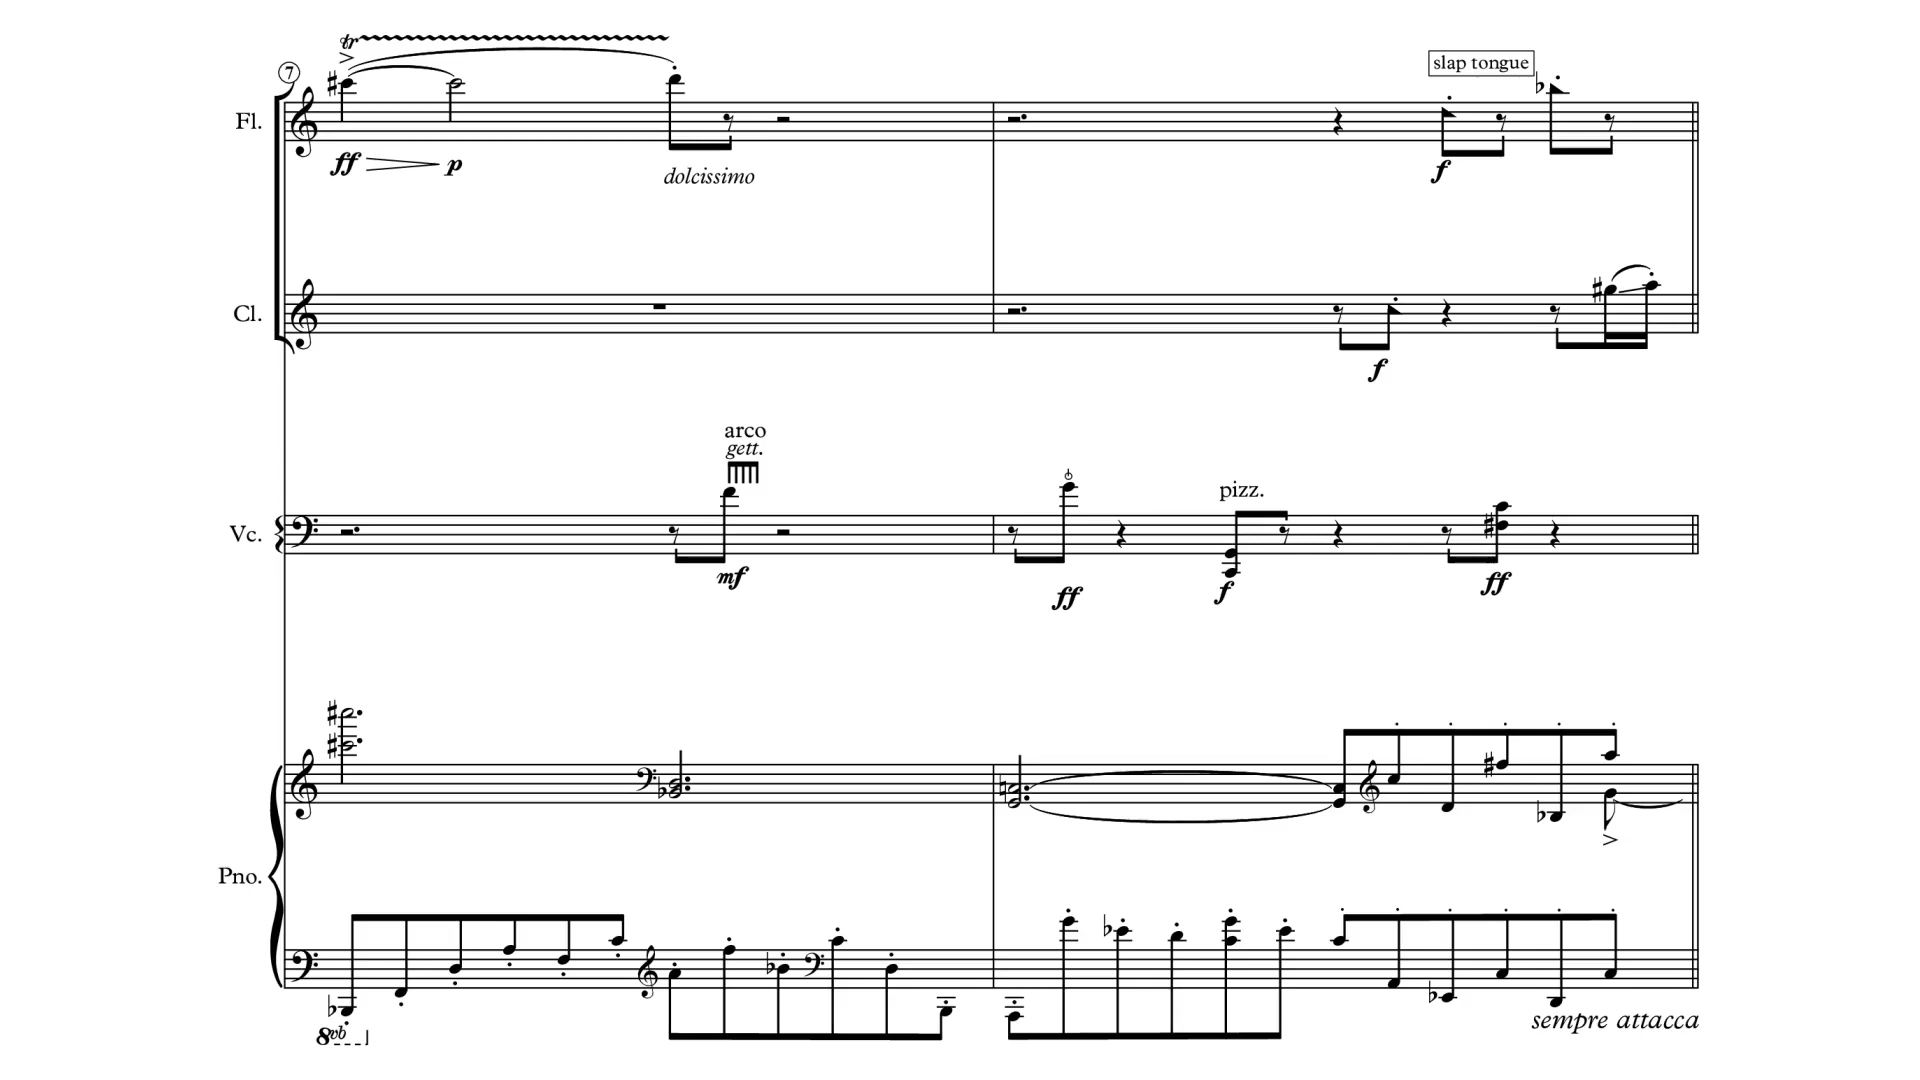 tr
7
slap tongue
Fl.
ff p
dolcissimo
f
Cl.
f
arco
gett.
pizz.
Vc.
mf
ff
f
ff
Pno.
8vb
sempre attacca